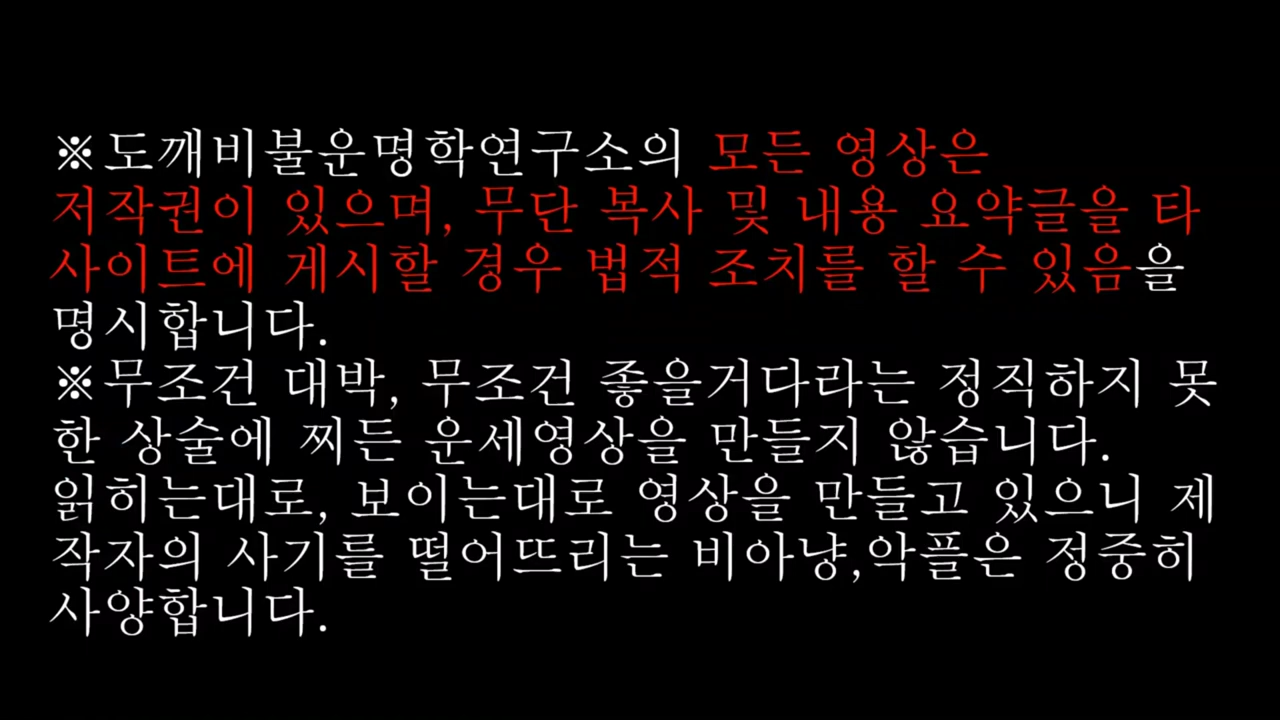 ※도깨비불운명학연구소의 모든 영상은
저작권이 있으며, 무단 복사 및 내용 요약글을 타
사이트에 게시할 경우 법적 조치를 할 수 있음을
명시합니다.
※무조건 대박, 무조건 좋을거다라는 정직하지 못
한 상술에 찌든 운세영상을 만들지 않습니다.
읽히는대로, 보이는대로 영상을 만들고 있으니 제
작자의 사기를 떨어뜨리는 비아냥,악플은 정중히
사양합니다.